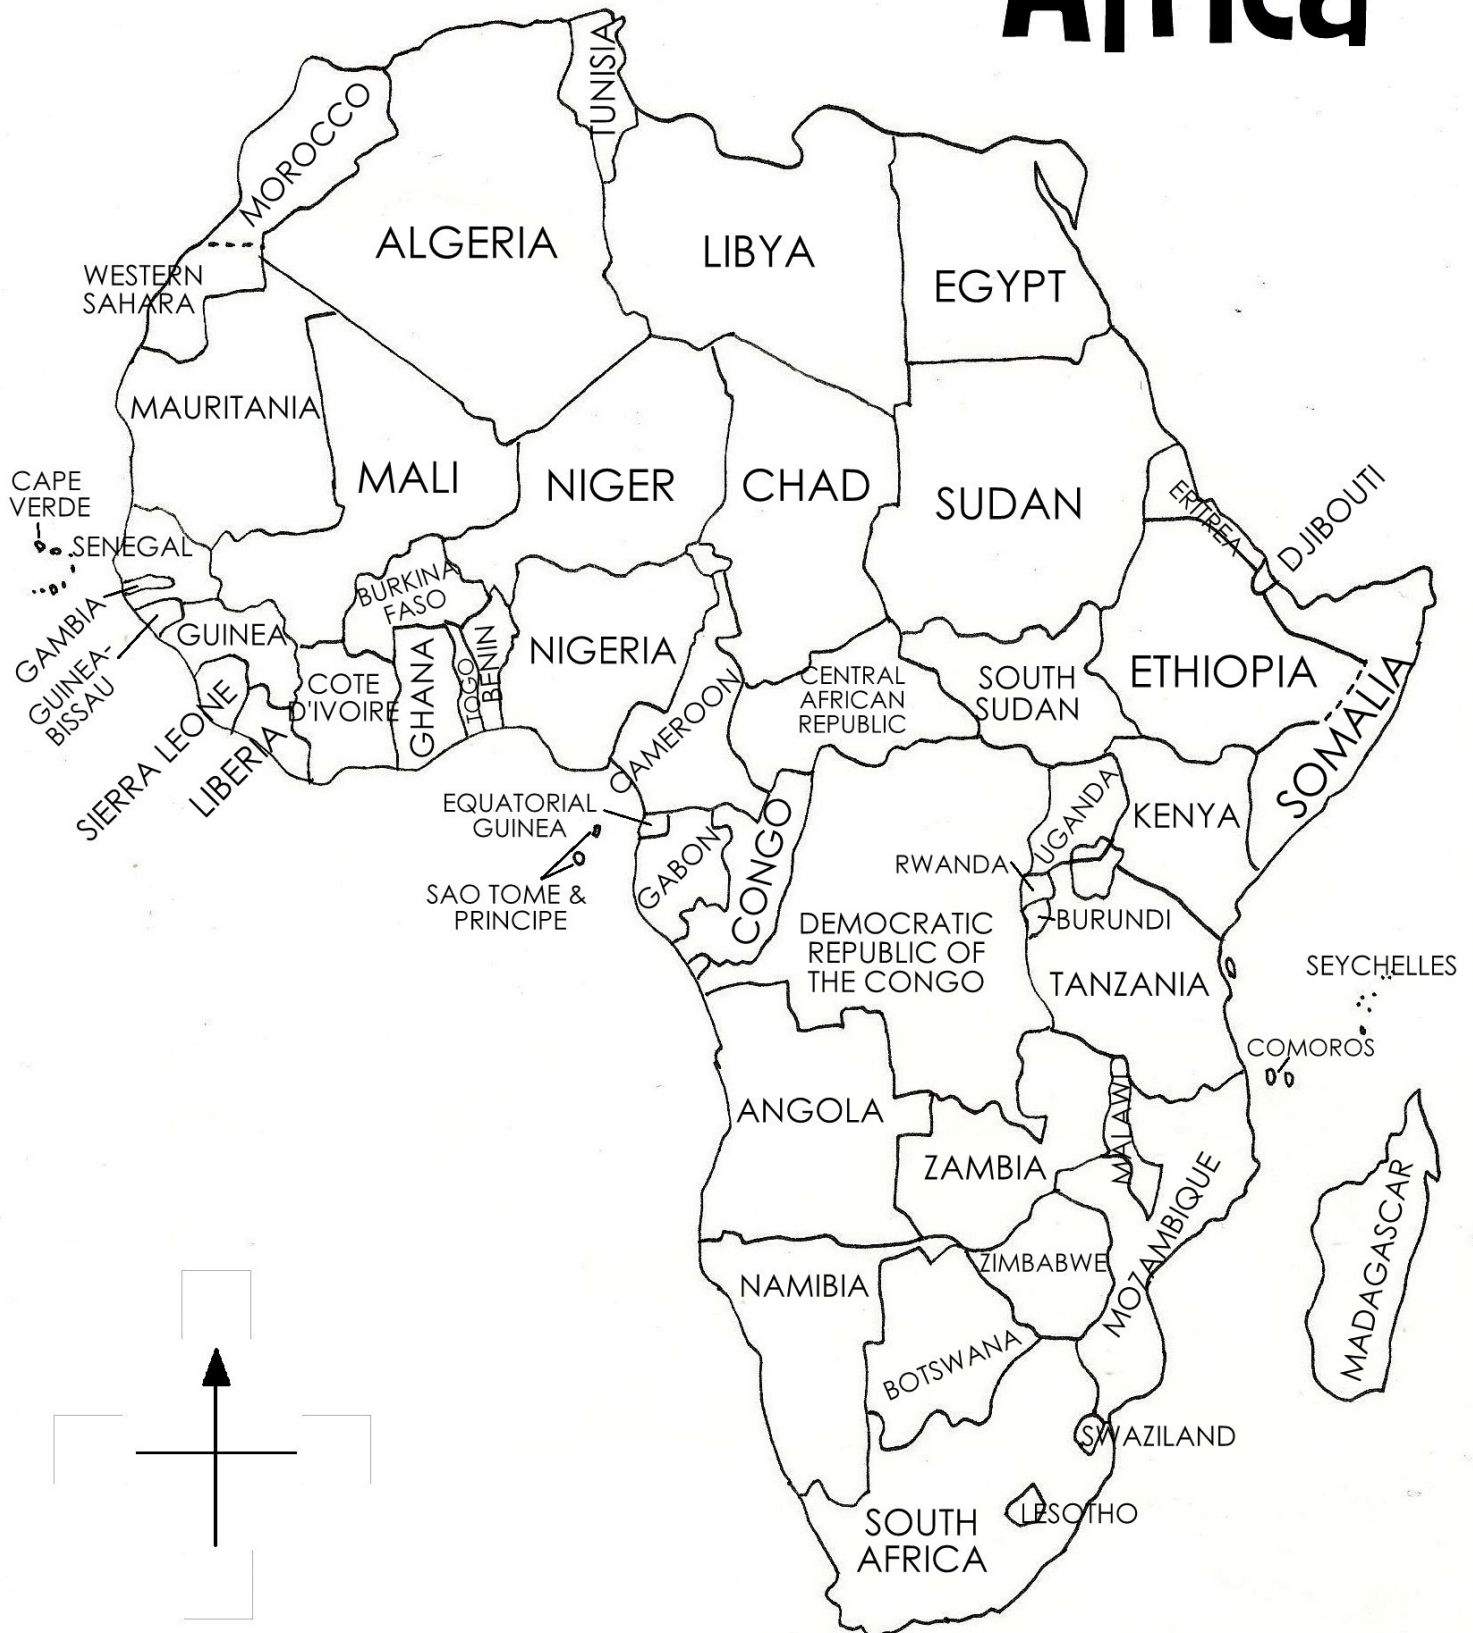 Africa
TUNISIA
MOROCCO
ALGERIA
LIBYA
EGYPT
WESTERN
SAHARA
MAURITANIA
MALI
NIGER
CHAD
SUDAN
ERITREA
DJIBOUTI
CAPE
VERDE
SENEGAL
GAMBIA
GUINEA-
BISSAU
GUINEA
SIERRA LEONE
LIBERIA
COTE
D'IVOIRE
BURKINA
FASO
GHANA
TOGO
BENIN
NIGERIA
CAMEROON
CENTRAL
AFRICAN
REPUBLIC
SOUTH
SUDAN
ETHIOPIA
SOMALIA
EQUATORIAL
GUINEA
SAO TOME &
PRINCIPE
GABON
CONGO
DEMOCRATIC
REPUBLIC OF
THE CONGO
UGANDA
KENYA
RWANDA
BURUNDI
TANZANIA
SEYCHELLES
COMOROS
ANGOLA
ZAMBIA
MALAWI
MOZAMBIQUE
MADAGASCAR
NAMIBIA
ZIMBABWE
BOTSWANA
SWAZILAND
LESOTHO
SOUTH
AFRICA